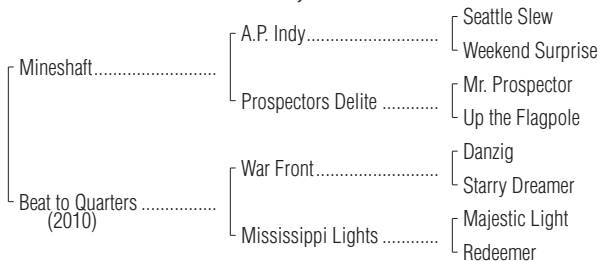 Seattle Slew
A.P. Indy..............................
Weekend Surprise
Mineshaft............................
Mr. Prospector
Prospectors Delite ............
Up the Flagpole
Danzig
War Front............................
Starry Dreamer
Beat to Quarters .................
(2010)
Majestic Light
Mississippi Lights .............
Redeemer